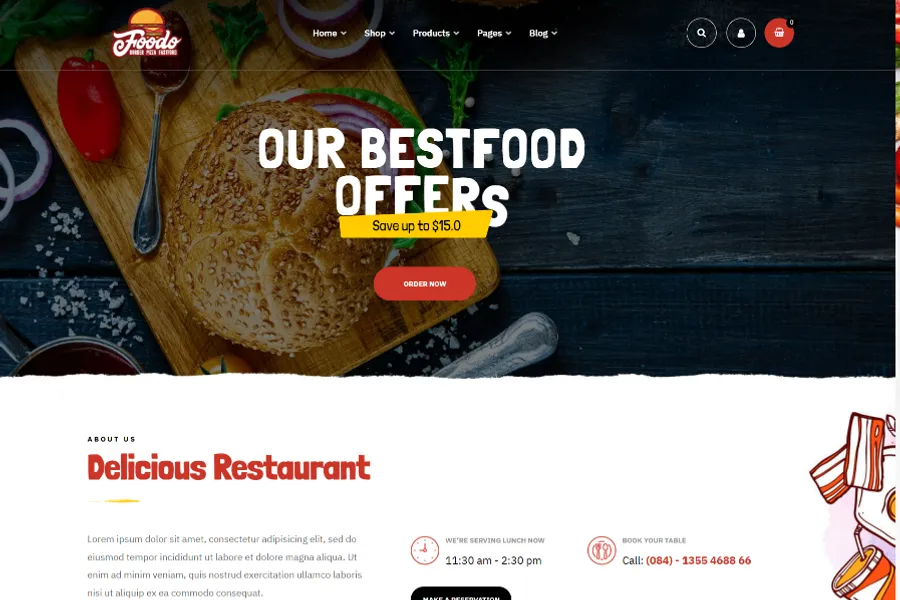 Foodo
BURGER PIZZA FASTFOOD
Home
Shop
Products
Pages
Blog
0
OUR BESTFOOD
OFFERS
Save up to $15.0
ORDER NOW
ABOUT US
Delicious Restaurant
Lorem ipsum dolor sit amet, consectetur adipisicing elit, sed do
eiusmod tempor incididunt ut labore et dolore magna aliqua. Ut
enim ad minim veniam, quis nostrud exercitation ullamco laboris
nisi ut aliquip ex ea commodo consequat.
WE'RE SERVING LUNCH NOW
11:30 am - 2:30 pm
BOOK YOUR TABLE
Call: (084) - 1355 4688 66
MAKE A RESERVATION